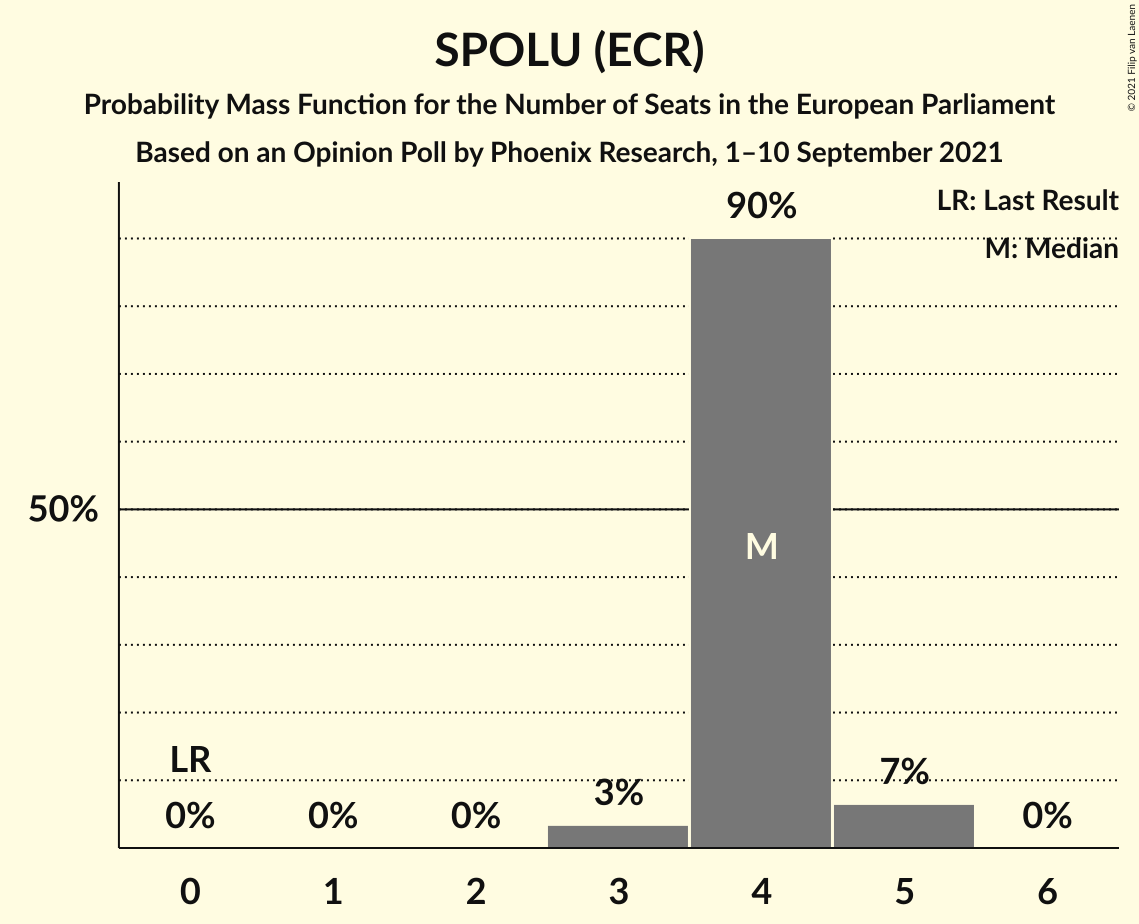 SPOLU (ECR)
Probability Mass Function for the Number of Seats in the European Parliament
Based on an Opinion Poll by Phoenix Research, 1–10 September 2021
© 2021 Filip van Laenen
LR: Last Result
M: Median
90%
50%
M
LR
0%
0%
0%
3%
7%
0%
0
1
2
3
4
5
6